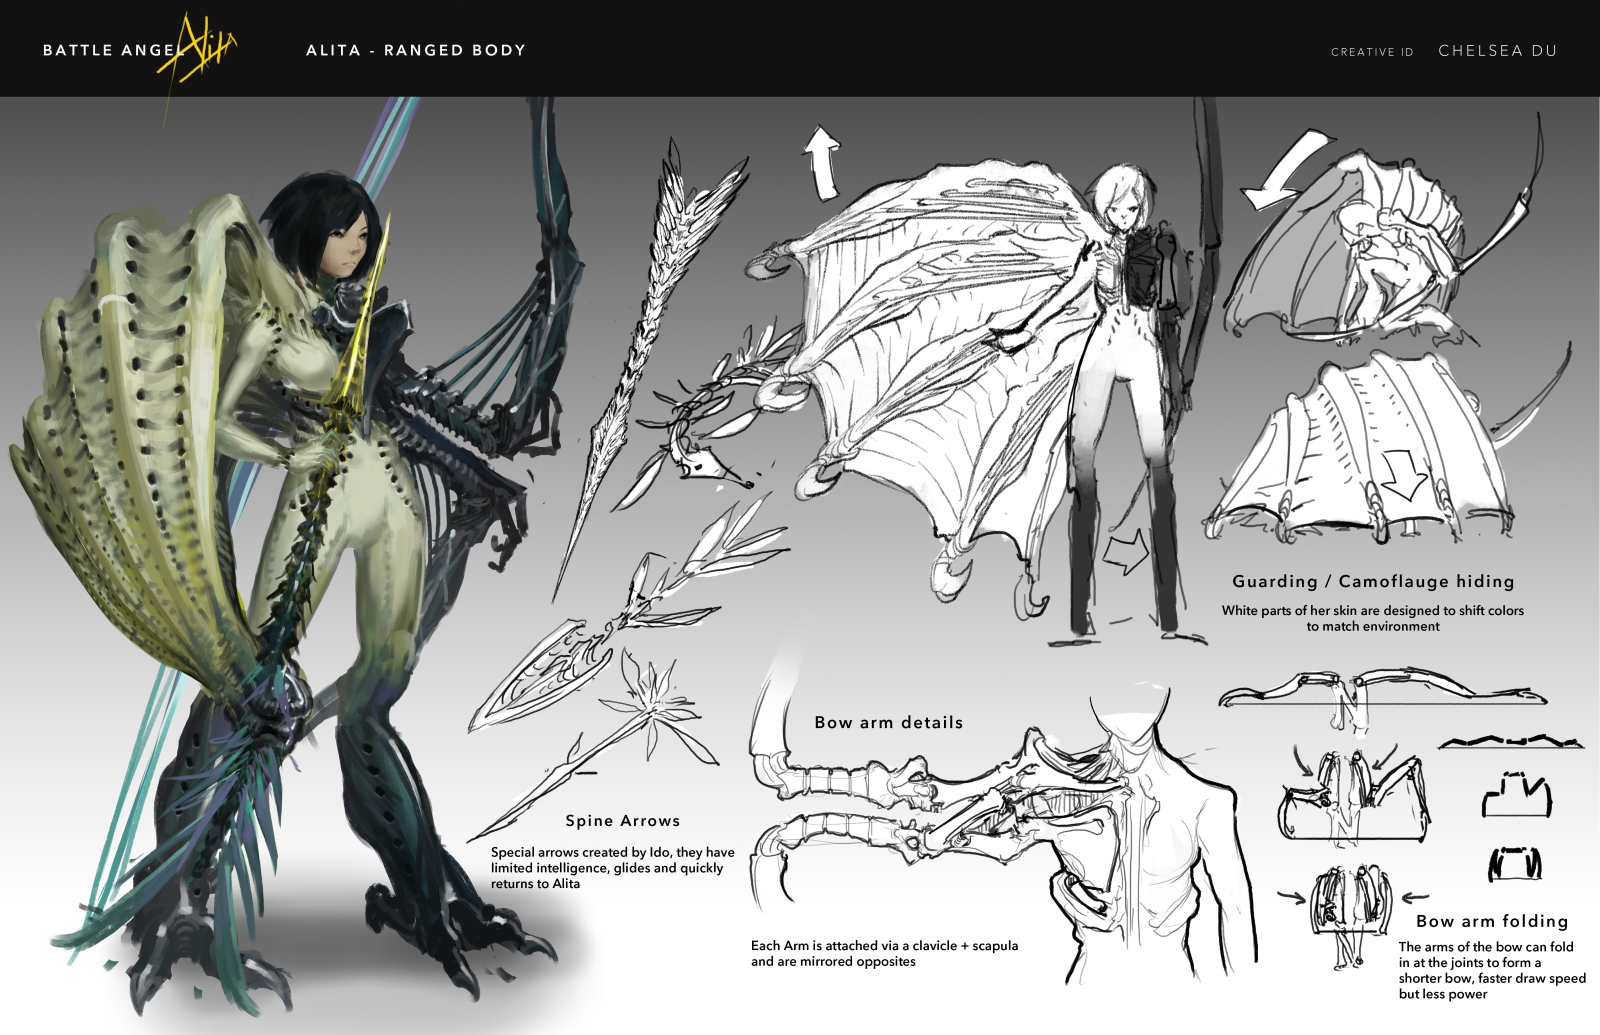 BATTLE ANGEL Alita
ALITA - RANGED BODY
CREATIVE ID CHELSEA DU
Guarding / Camoflauge hiding
White parts of her skin are designed to shift colors
to match environment
Bow arm details
Spine Arrows
Special arrows created by Ido, they have
limited intelligence, glides and quickly
returns to Alita
Each Arm is attached via a clavicle + scapula
and are mirrored opposites
Bow arm folding
The arms of the bow can fold
in at the joints to form a
shorter bow, faster draw speed
but less power